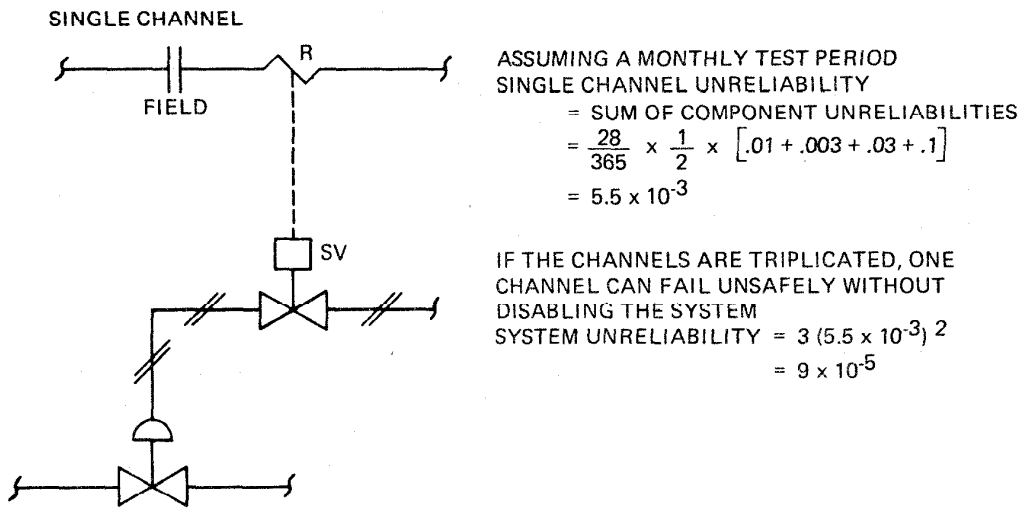 SINGLE CHANNEL
R
FIELD
SV
ASSUMING A MONTHLY TEST PERIOD
SINGLE CHANNEL UNRELIABILITY
= SUM OF COMPONENT UNRELIABILITIES
= 28/365 x 1/2 x [.01 + .003 + .03 + .1]
= 5.5 x 10⁻³
IF THE CHANNELS ARE TRIPLICATED, ONE
CHANNEL CAN FAIL UNSAFELY WITHOUT
DISABLING THE SYSTEM
SYSTEM UNRELIABILITY = 3 (5.5 x 10⁻³) ²
= 9 x 10⁻⁵